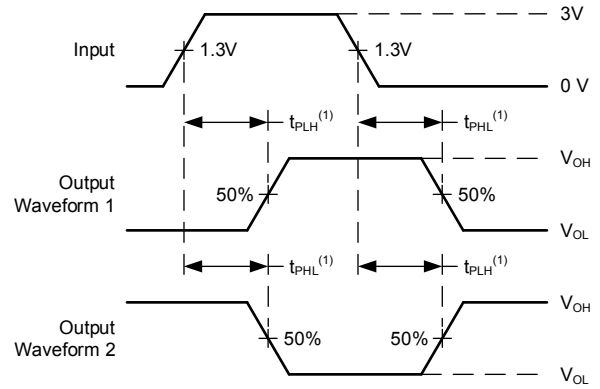 3V
Input
1.3V
1.3V
0 V
tPLH(1)
tPHL(1)
VOH
Output
Waveform 1
50%
50%
VOL
tPHL(1)
tPLH(1)
VOH
Output
Waveform 2
50%
50%
VOL